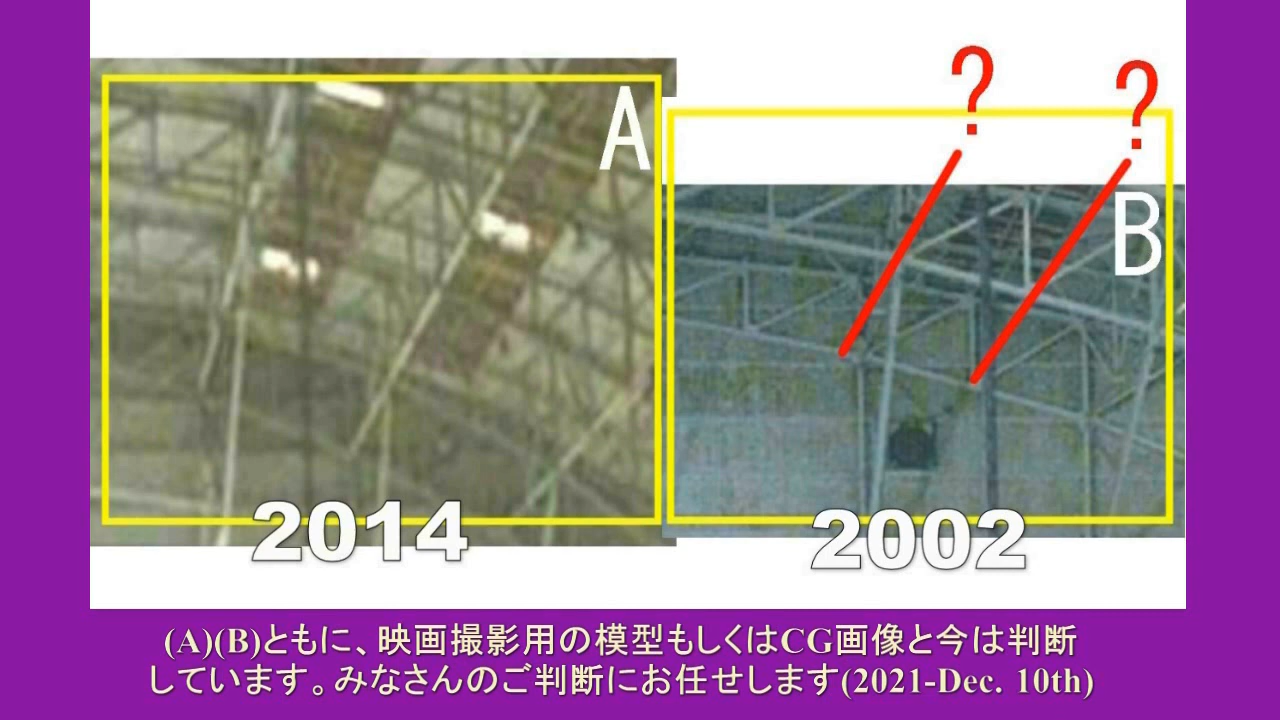 ? ?
A
B
2014 2002
(A)(B)ともに、映画撮影用の模型もしくはCG画像と今は判断
しています。みなさんのご判断にお任せします(2021-Dec. 10th)